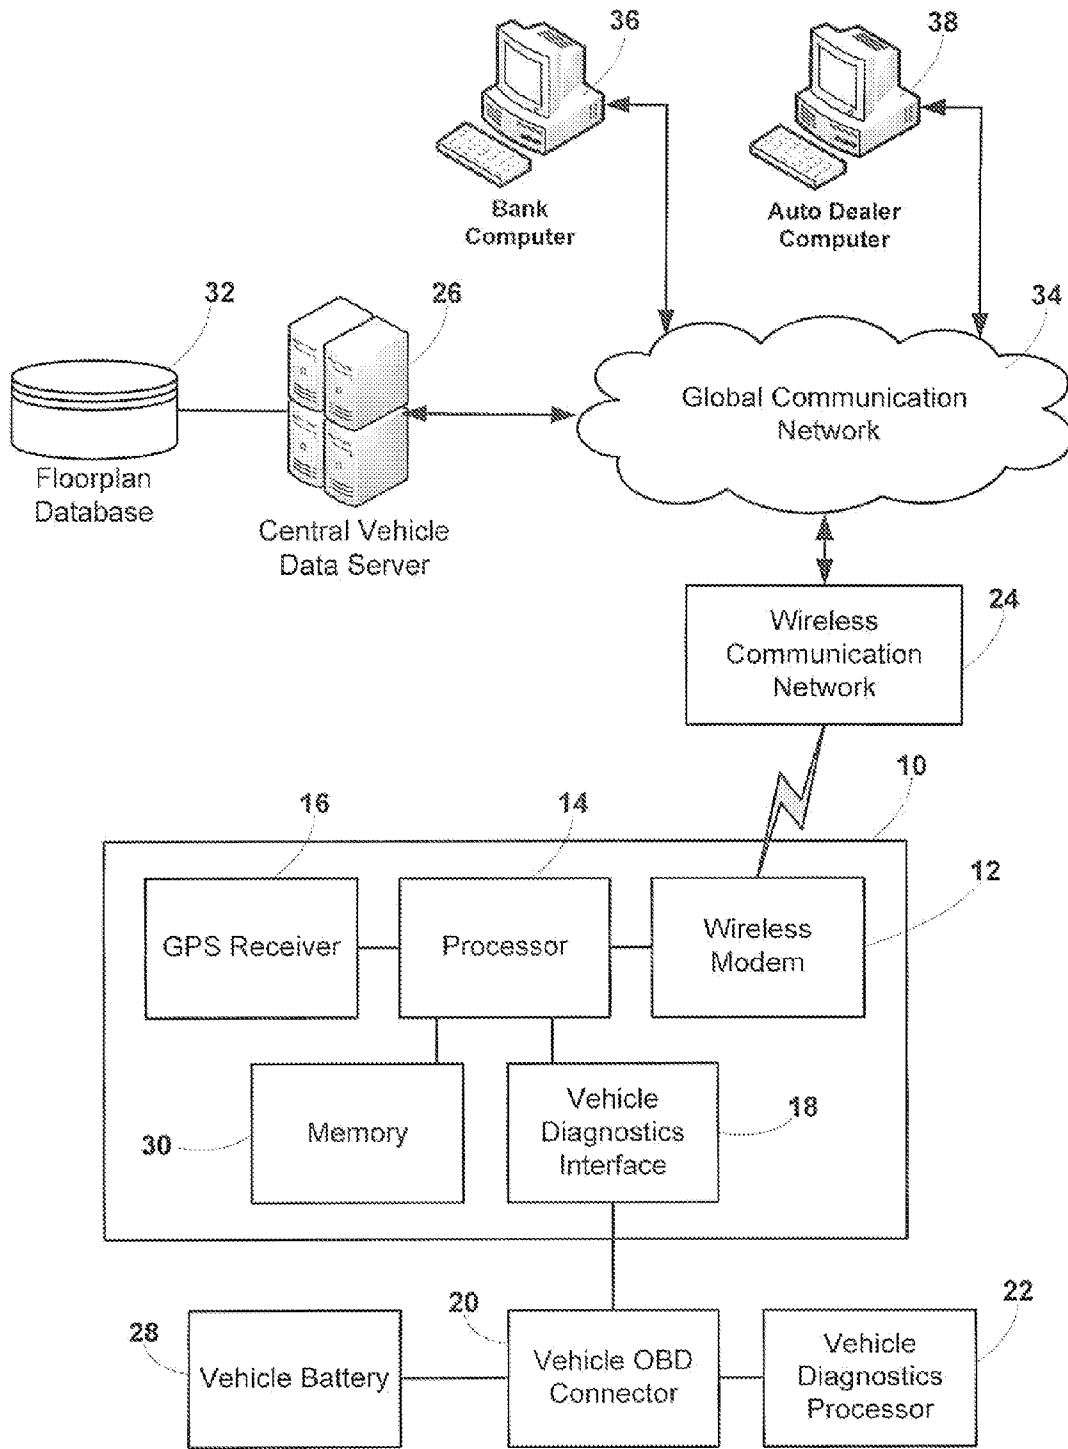 36
38
Bank
Computer
Auto Dealer
Computer
32
26
34
Global Communication
Network
Floorplan
Database
Central Vehicle
Data Server
24
Wireless
Communication
Network
10
16
14
12
GPS Receiver
Processor
Wireless
Modem
30
Memory
Vehicle
Diagnostics
Interface
18
20
22
28
Vehicle Battery
Vehicle OBD
Connector
Vehicle
Diagnostics
Processor